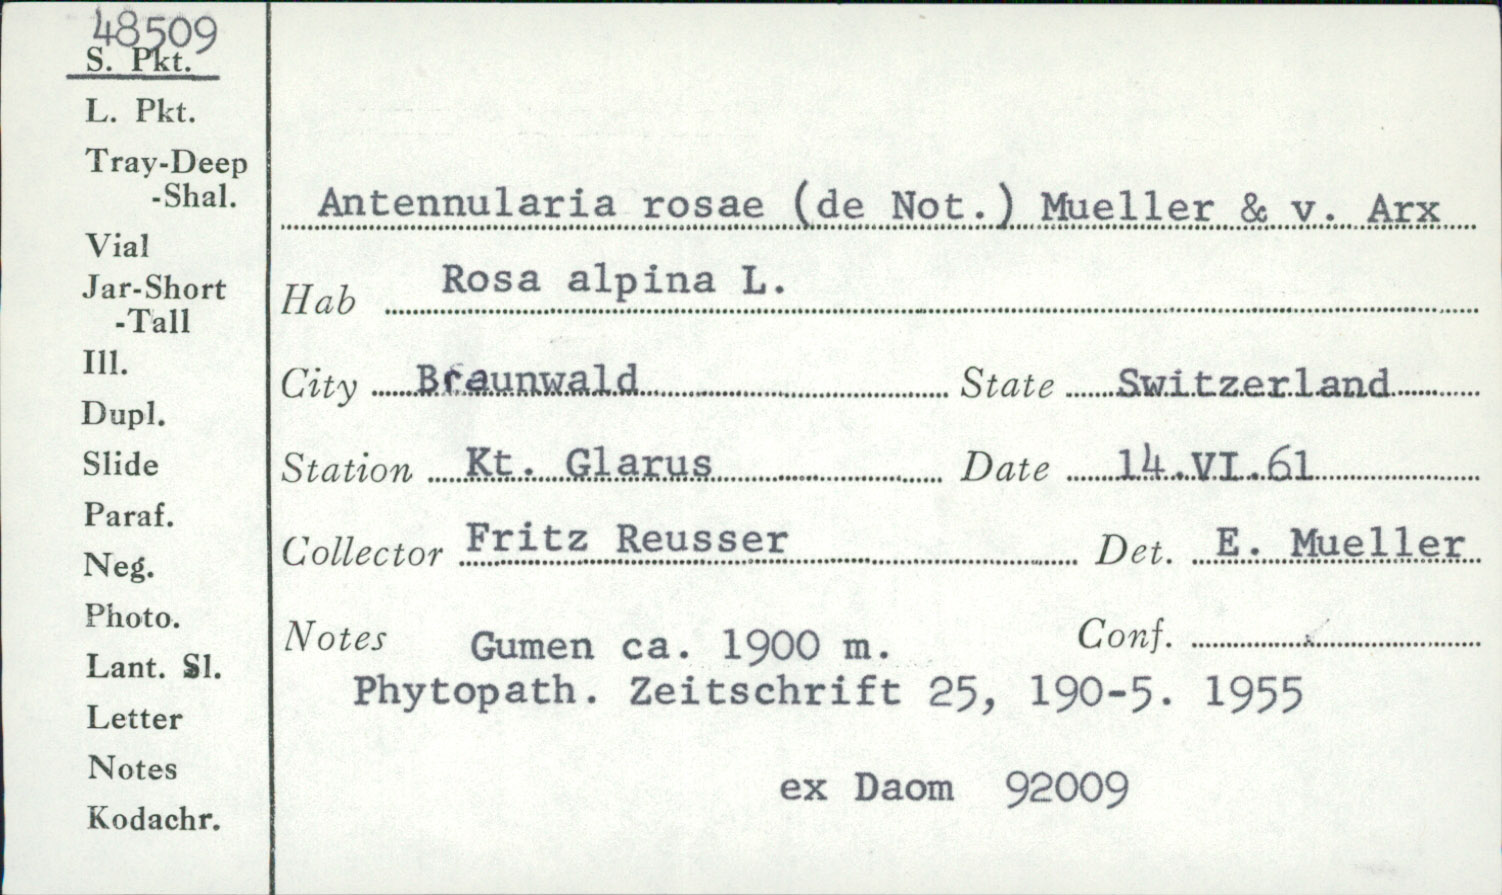 48509
S. Pkt.
L. Pkt.
Tray-Deep
-Shal.
Vial
Jar-Short
-Tall
Ill.
Dupl.
Slide
Paraf.
Neg.
Photo.
Lant. Sl.
Letter
Notes
Kodachr.
Antennularia rosae (de Not.) Mueller & v. Arx
Hab Rosa alpina L.
City Braunwald State Switzerland
Station Kt. Glarus Date 14.VI.61
Collector Fritz Reusser Det. E. Mueller
Notes Gumen ca. 1900 m. Conf.
Phytopath. Zeitschrift 25, 190-5. 1955
ex Daom 92009